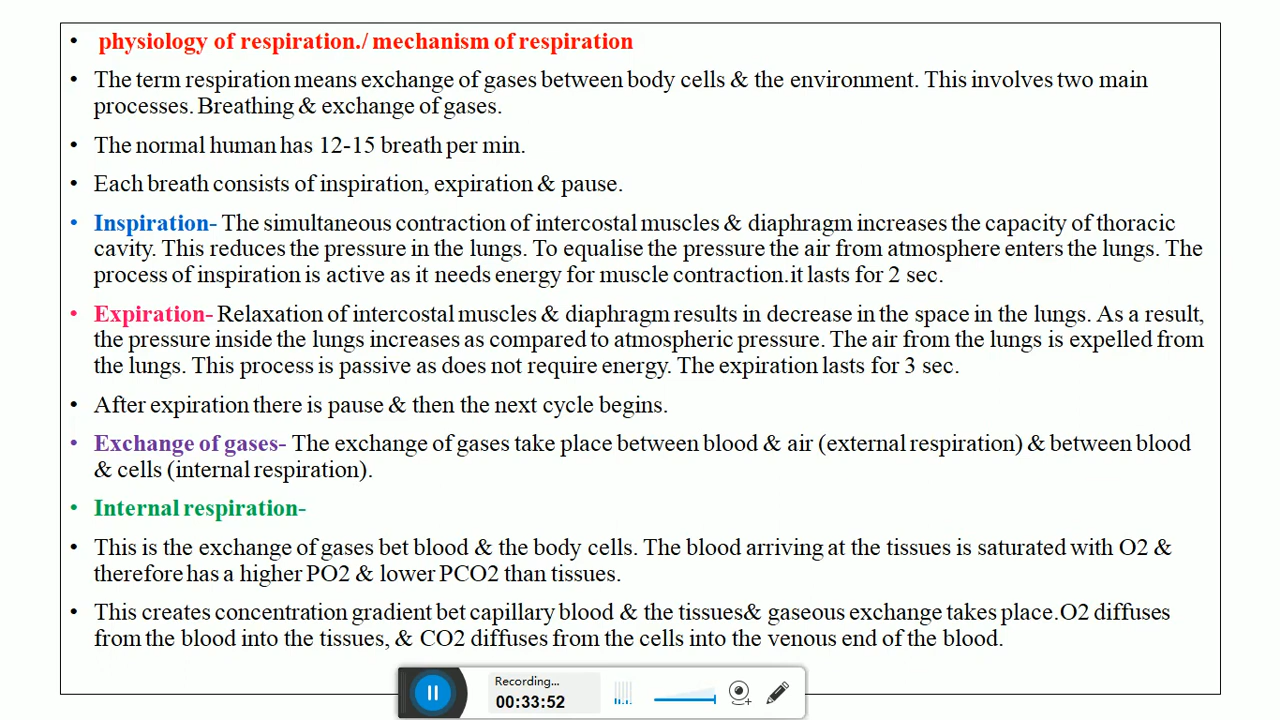 • physiology of respiration./ mechanism of respiration
• The term respiration means exchange of gases between body cells & the environment. This involves two main
processes. Breathing & exchange of gases.
• The normal human has 12-15 breath per min.
• Each breath consists of inspiration, expiration & pause.
• Inspiration- The simultaneous contraction of intercostal muscles & diaphragm increases the capacity of thoracic
cavity. This reduces the pressure in the lungs. To equalise the pressure the air from atmosphere enters the lungs. The
process of inspiration is active as it needs energy for muscle contraction.it lasts for 2 sec.
• Expiration- Relaxation of intercostal muscles & diaphragm results in decrease in the space in the lungs. As a result,
the pressure inside the lungs increases as compared to atmospheric pressure. The air from the lungs is expelled from
the lungs. This process is passive as does not require energy. The expiration lasts for 3 sec.
• After expiration there is pause & then the next cycle begins.
• Exchange of gases- The exchange of gases take place between blood & air (external respiration) & between blood
& cells (internal respiration).
• Internal respiration-
• This is the exchange of gases bet blood & the body cells. The blood arriving at the tissues is saturated with O2 &
therefore has a higher PO2 & lower PCO2 than tissues.
• This creates concentration gradient bet capillary blood & the tissues& gaseous exchange takes place.O2 diffuses
from the blood into the tissues, & CO2 diffuses from the cells into the venous end of the blood.
Recording...
00:33:52